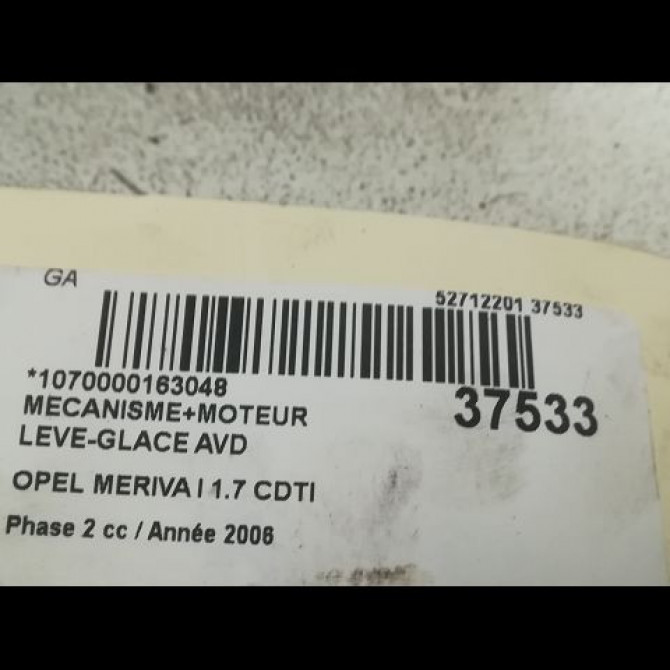 GA
52712201 37533
*1070000163048
37533
MECANISME+MOTEUR
LEVE-GLACE AVD
OPEL MERIVA I 1.7 CDTI
Phase 2 cc / Année 2006